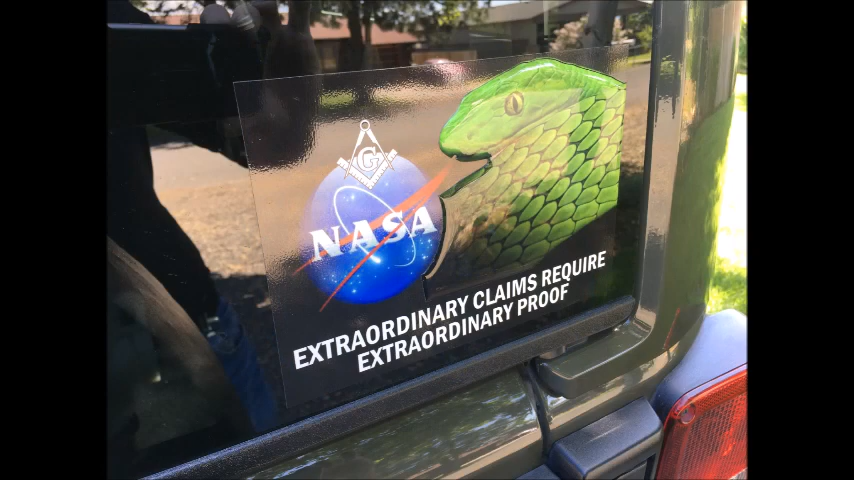 G
NASA
EXTRAORDINARY CLAIMS REQUIRE
EXTRAORDINARY PROOF